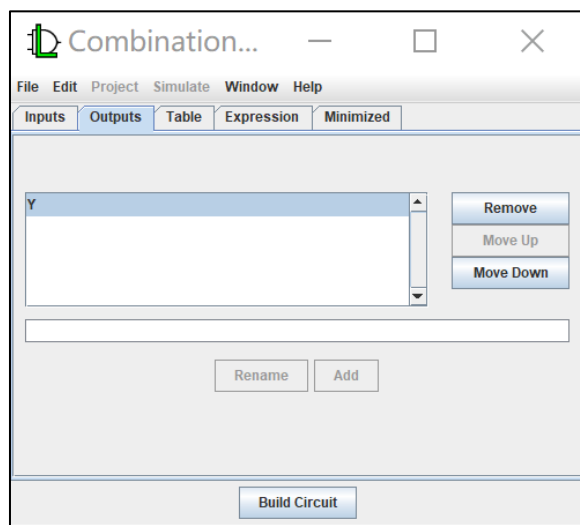 Combination...
File Edit Project Simulate Window Help
Inputs Outputs Table Expression Minimized
Y
Remove
Move Up
Move Down
Rename Add
Build Circuit